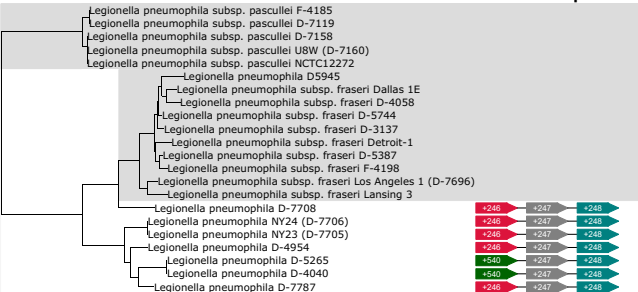 Legionella pneumophila subsp. pascullei F-4185
Legionella pneumophila subsp. pascullei D-7119
Legionella pneumophila subsp. pascullei D-7158
Legionella pneumophila subsp. pascullei U8W (D-7160)
Legionella pneumophila subsp. pascullei NCTC12272
Legionella pneumophila D5945
Legionella pneumophila subsp. fraseri Dallas 1E
Legionella pneumophila subsp. fraseri D-4058
Legionella pneumophila subsp. fraseri D-5744
Legionella pneumophila subsp. fraseri D-3137
Legionella pneumophila subsp. fraseri Detroit-1
Legionella pneumophila subsp. fraseri D-5387
Legionella pneumophila subsp. fraseri F-4198
Legionella pneumophila subsp. fraseri Los Angeles 1 (D-7696)
Legionella pneumophila subsp. fraseri Lansing 3
Legionella pneumophila D-7708 +246 +247 +248
Legionella pneumophila NY24 (D-7706) +246 +247 +248
Legionella pneumophila NY23 (D-7705) +246 +247 +248
Legionella pneumophila D-4954 +246 +247 +248
Legionella pneumophila D-5265 +540 +247 +248
Legionella pneumophila D-4040 +540 +247 +248
Legionella pneumophila D-7787 +246 +247 +248